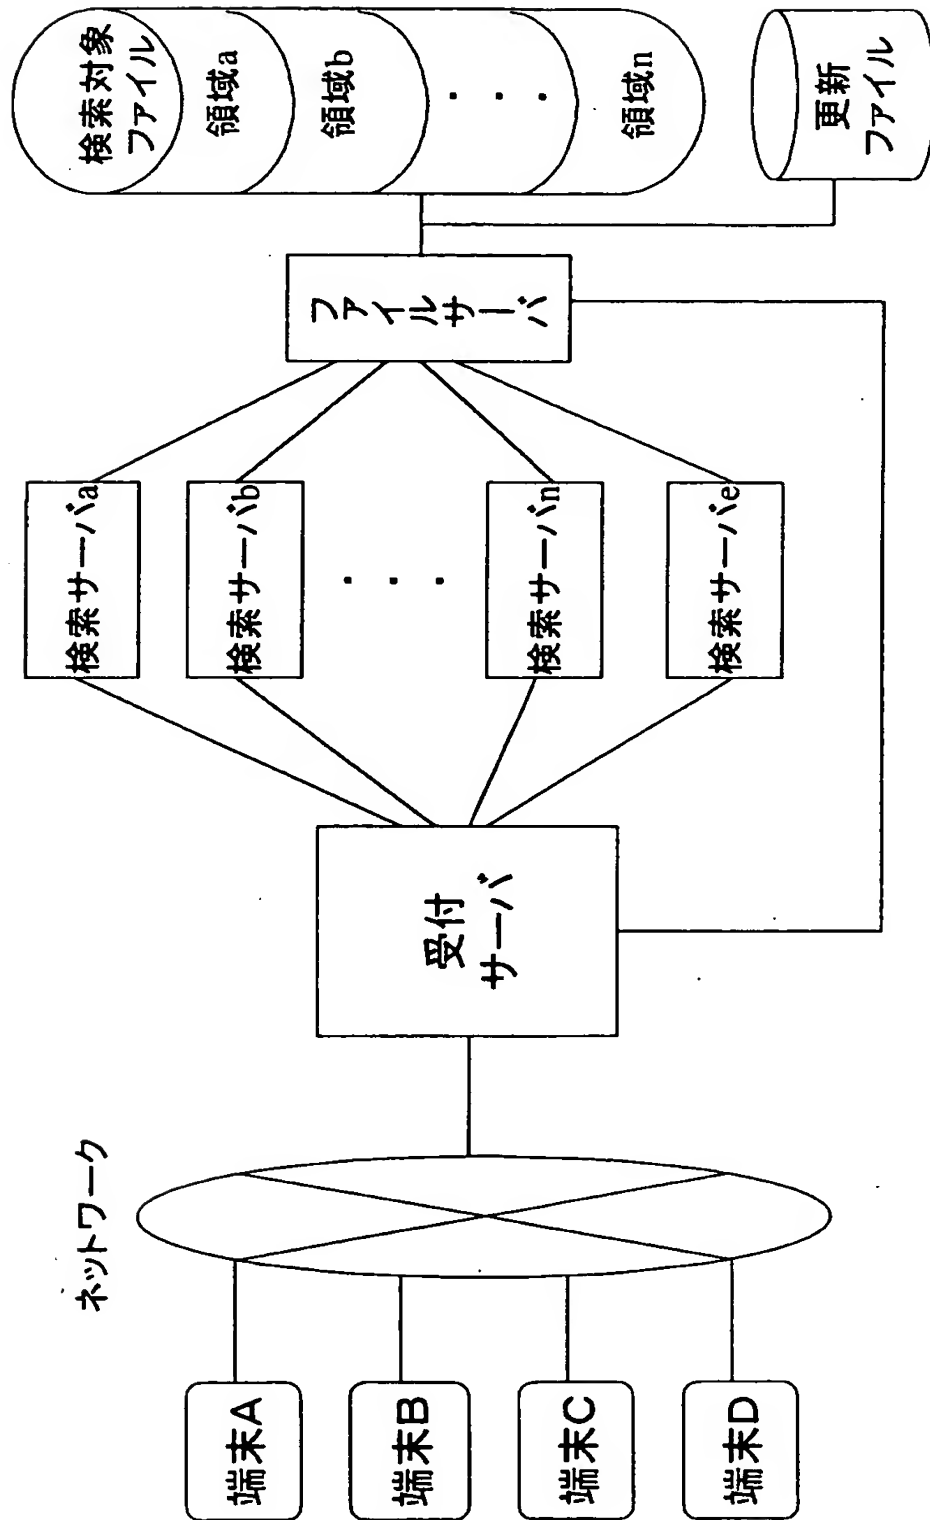 ネットワーク
端末A
端末B
端末C
端末D
受付
サーバ
検索サーバa
検索サーバb
・・・
検索サーバn
検索サーバe
ファイルサーバ
検索対象
ファイル
領域a
領域b
・・・
領域n
更新
ファイル